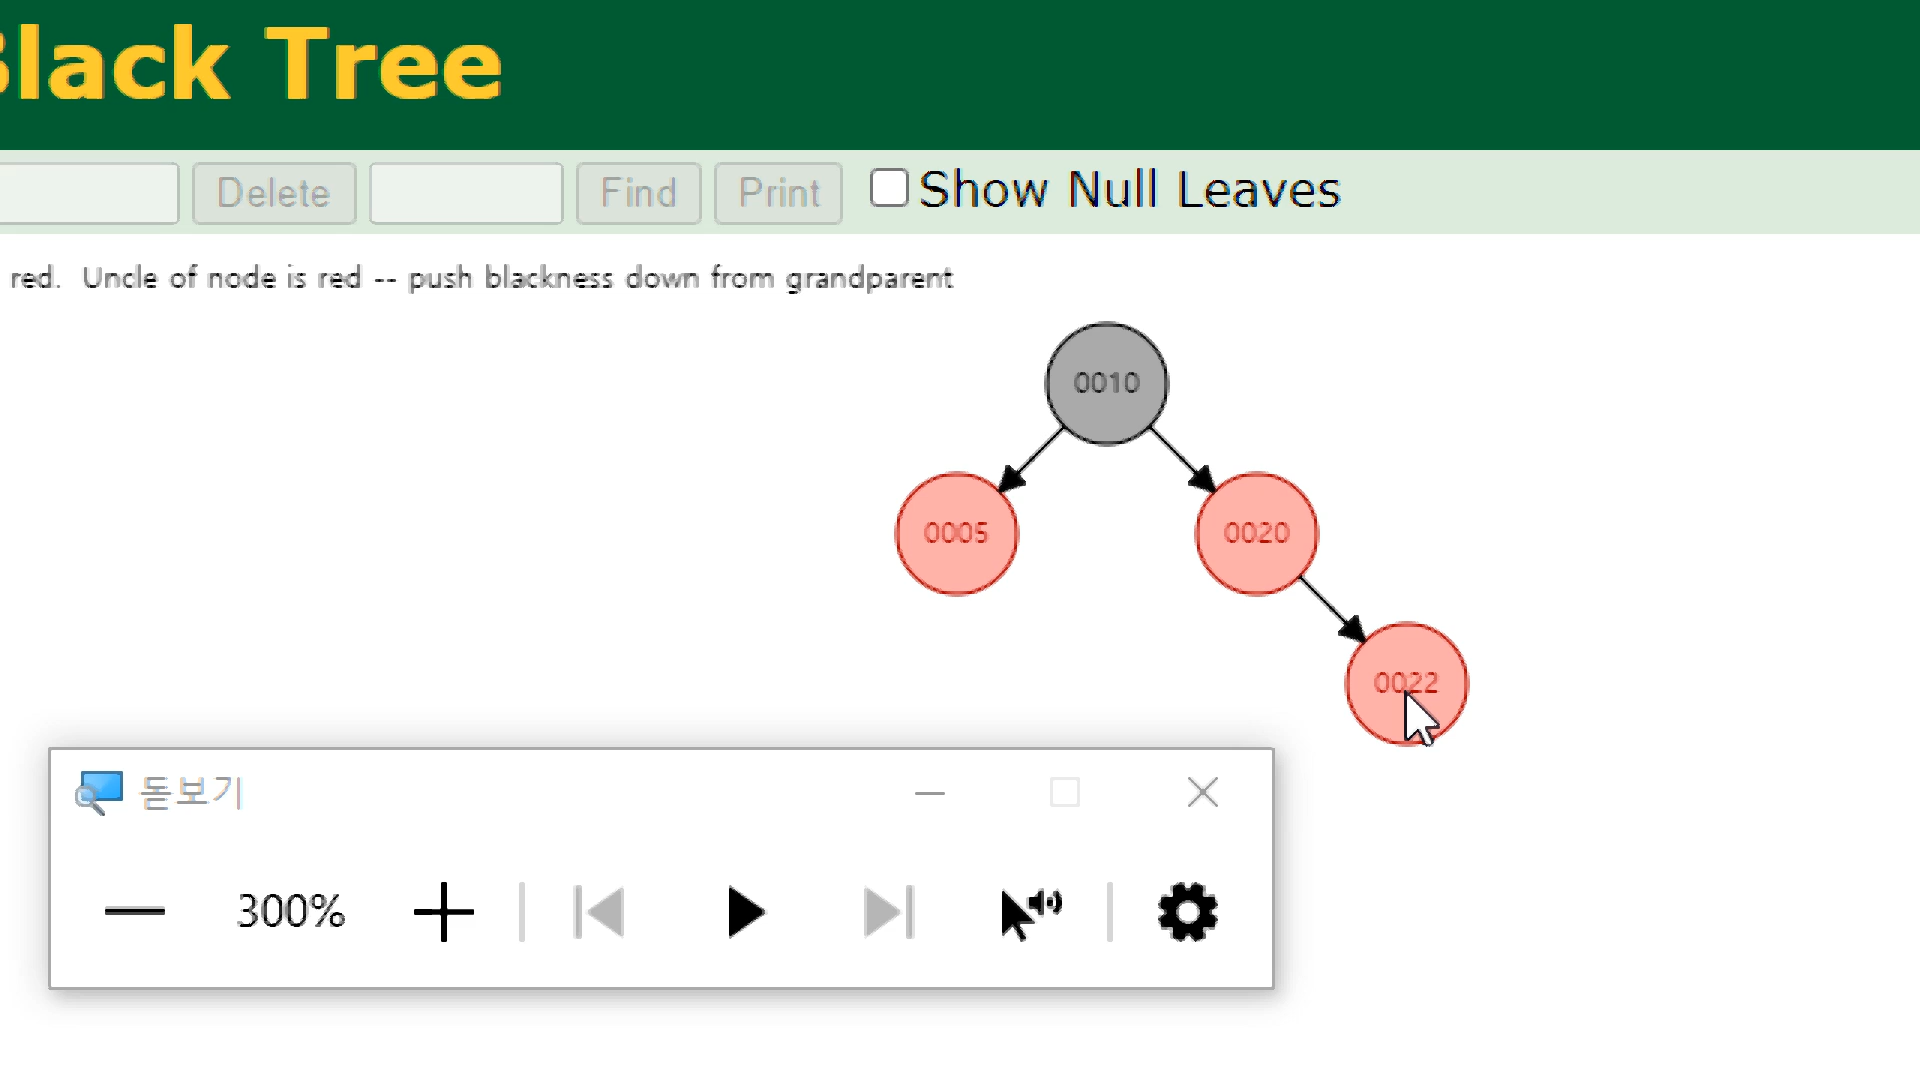 Black Tree
Delete Find Print Show Null Leaves
red. Uncle of node is red -- push blackness down from grandparent
0010
0005 0020
0022
돋보기
300%